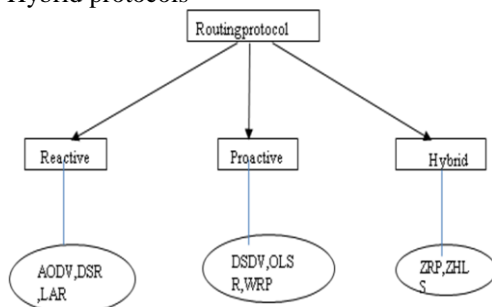 Hybrid protocols
Routingprotocol
Reactive
Proactive
Hybrid
AODV,DSR
,LAR
DSDV,OLS
R,WRP
ZRP,ZHL
S